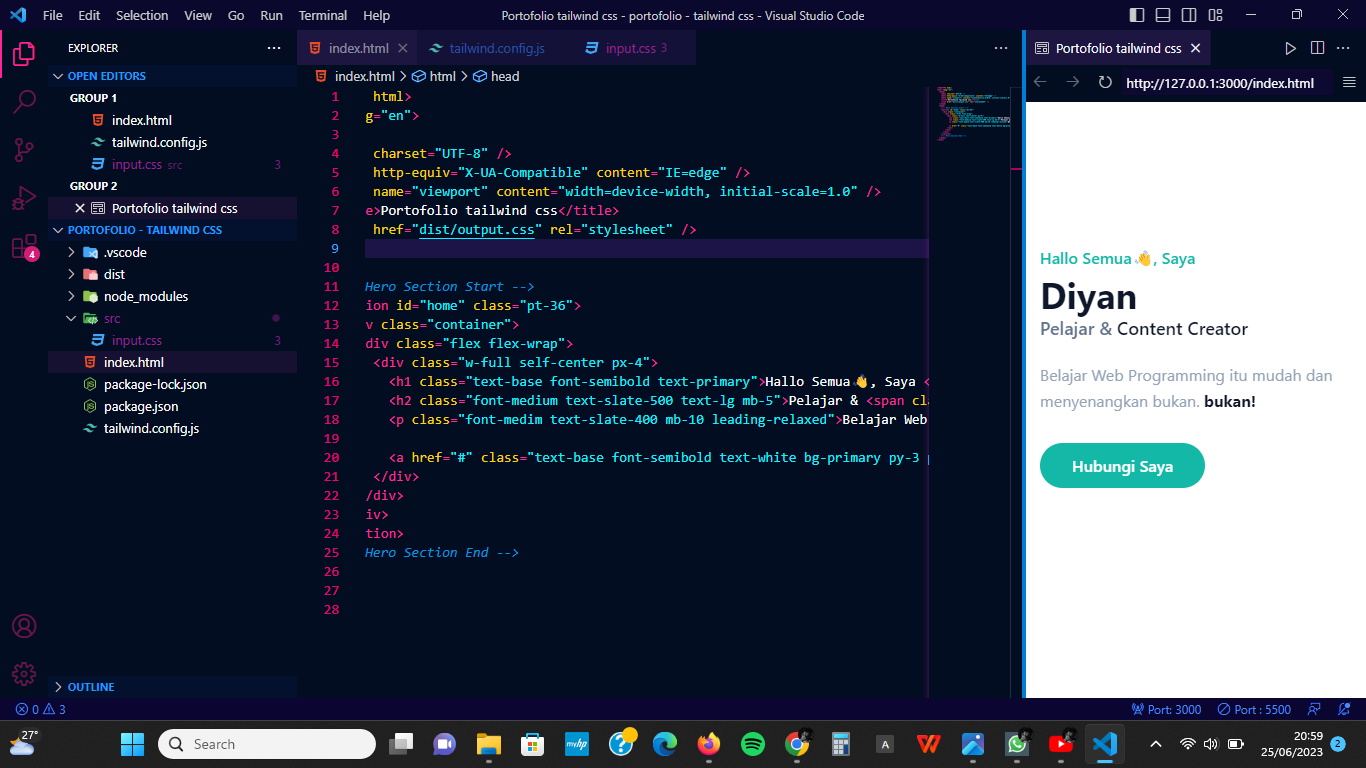 File Edit Selection View Go Run Terminal Help
Portofolio tailwind css - portofolio - tailwind css - Visual Studio Code
EXPLORER
OPEN EDITORS
GROUP 1
index.html
tailwind.config.js
input.css src 3
GROUP 2
Portofolio tailwind css
PORTOFOLIO - TAILWIND CSS
.vscode
dist
node_modules
src
input.css 3
index.html
package-lock.json
package.json
tailwind.config.js
OUTLINE
4
index.html
tailwind.config.js
input.css 3
index.html > html > head
1 html>
2 g="en">
3
4 charset="UTF-8" />
5 http-equiv="X-UA-Compatible" content="IE=edge" />
6 name="viewport" content="width=device-width, initial-scale=1.0" />
7 e>Portofolio tailwind css</title>
8 href="dist/output.css" rel="stylesheet" />
9
10
11 Hero Section Start -->
12 ion id="home" class="pt-36">
13 v class="container">
14 div class="flex flex-wrap">
15 <div class="w-full self-center px-4">
16 <h1 class="text-base font-semibold text-primary">Hallo Semua👋, Saya <
17 <h2 class="font-medium text-slate-500 text-lg mb-5">Pelajar & <span cla
18 <p class="font-medim text-slate-400 mb-10 leading-relaxed">Belajar Web
19
20 <a href="#" class="text-base font-semibold text-white bg-primary py-3 p
21 </div>
22 /div>
23 iv>
24 tion>
25 Hero Section End -->
26
27
28
Portofolio tailwind css
http://127.0.0.1:3000/index.html
Hallo Semua👋, Saya
Diyan
Pelajar & Content Creator
Belajar Web Programming itu mudah dan
menyenangkan bukan. bukan!
Hubungi Saya
0 3
Port: 3000
Port : 5500
27°
Search
myhp
A
20:59
25/06/2023
2